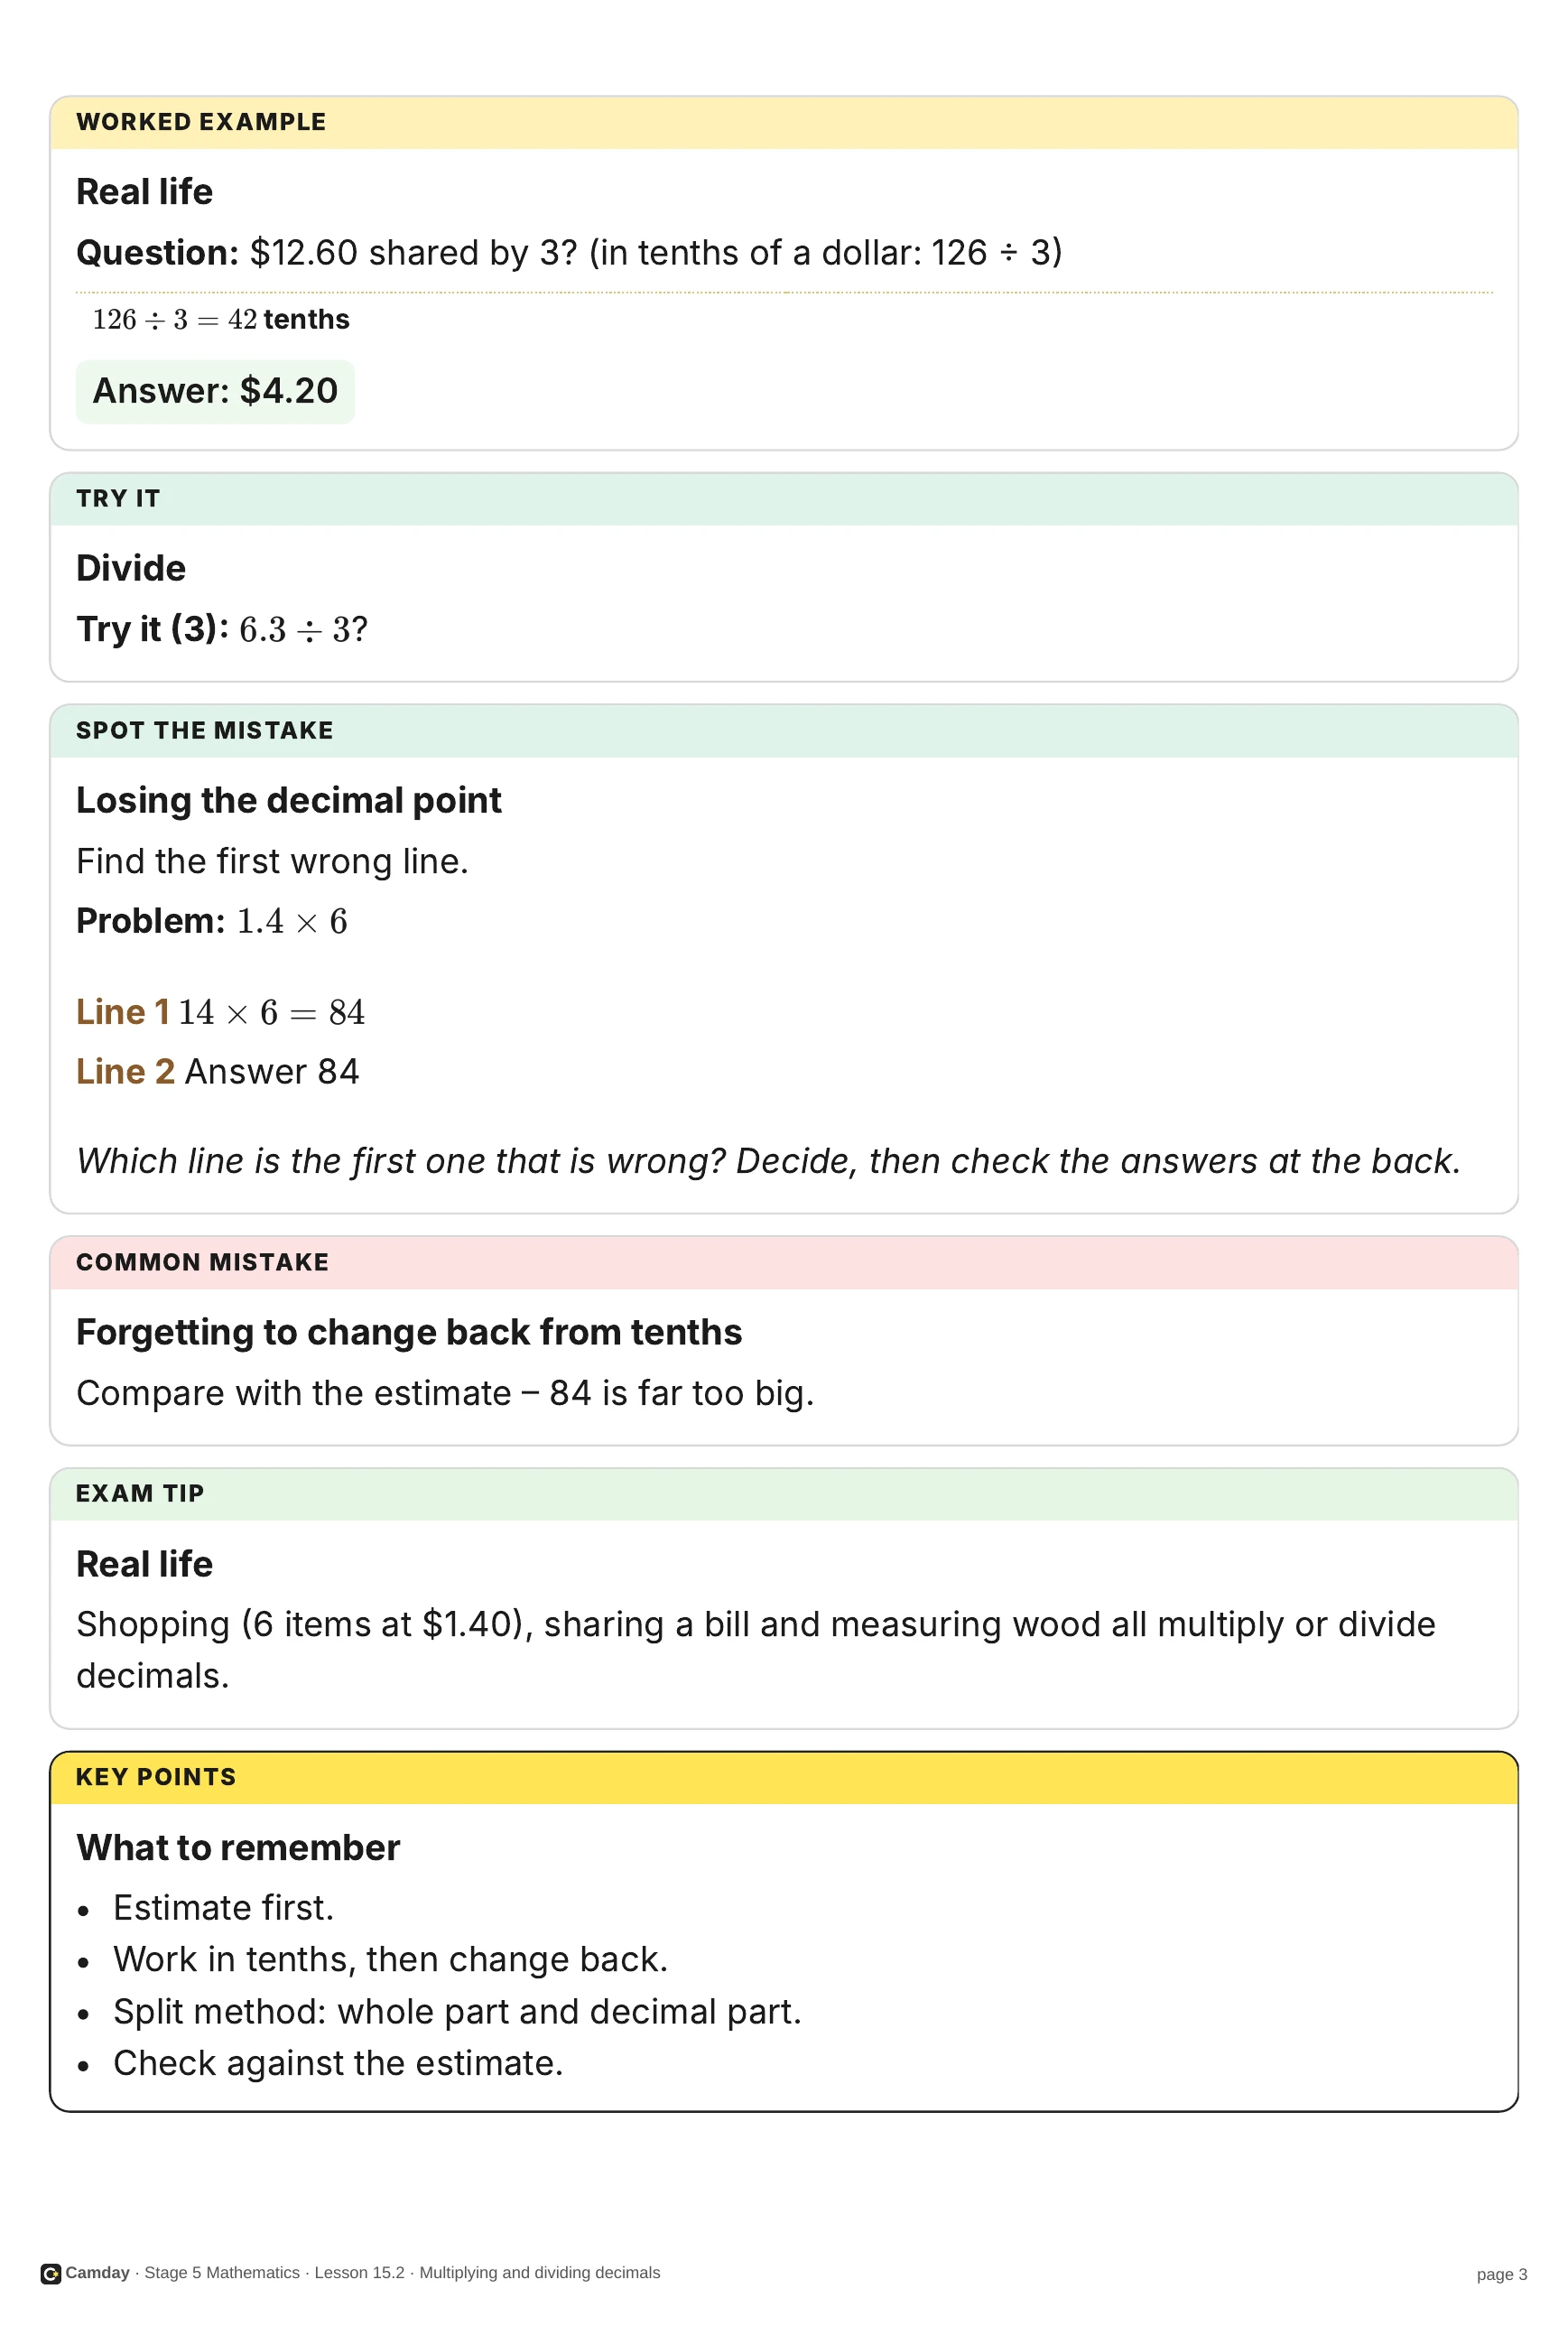 WORKED EXAMPLE
Real life
Question: $12.60 shared by 3? (in tenths of a dollar: 126 ÷ 3)
126 ÷ 3 = 42 tenths
Answer: $4.20
TRY IT
Divide
Try it (3): 6.3 ÷ 3?
SPOT THE MISTAKE
Losing the decimal point
Find the first wrong line.
Problem: 1.4 × 6
Line 1 14 × 6 = 84
Line 2 Answer 84
Which line is the first one that is wrong? Decide, then check the answers at the back.
COMMON MISTAKE
Forgetting to change back from tenths
Compare with the estimate – 84 is far too big.
EXAM TIP
Real life
Shopping (6 items at $1.40), sharing a bill and measuring wood all multiply or divide
decimals.
KEY POINTS
What to remember
• Estimate first.
• Work in tenths, then change back.
• Split method: whole part and decimal part.
• Check against the estimate.
Camday · Stage 5 Mathematics · Lesson 15.2 · Multiplying and dividing decimals
page 3